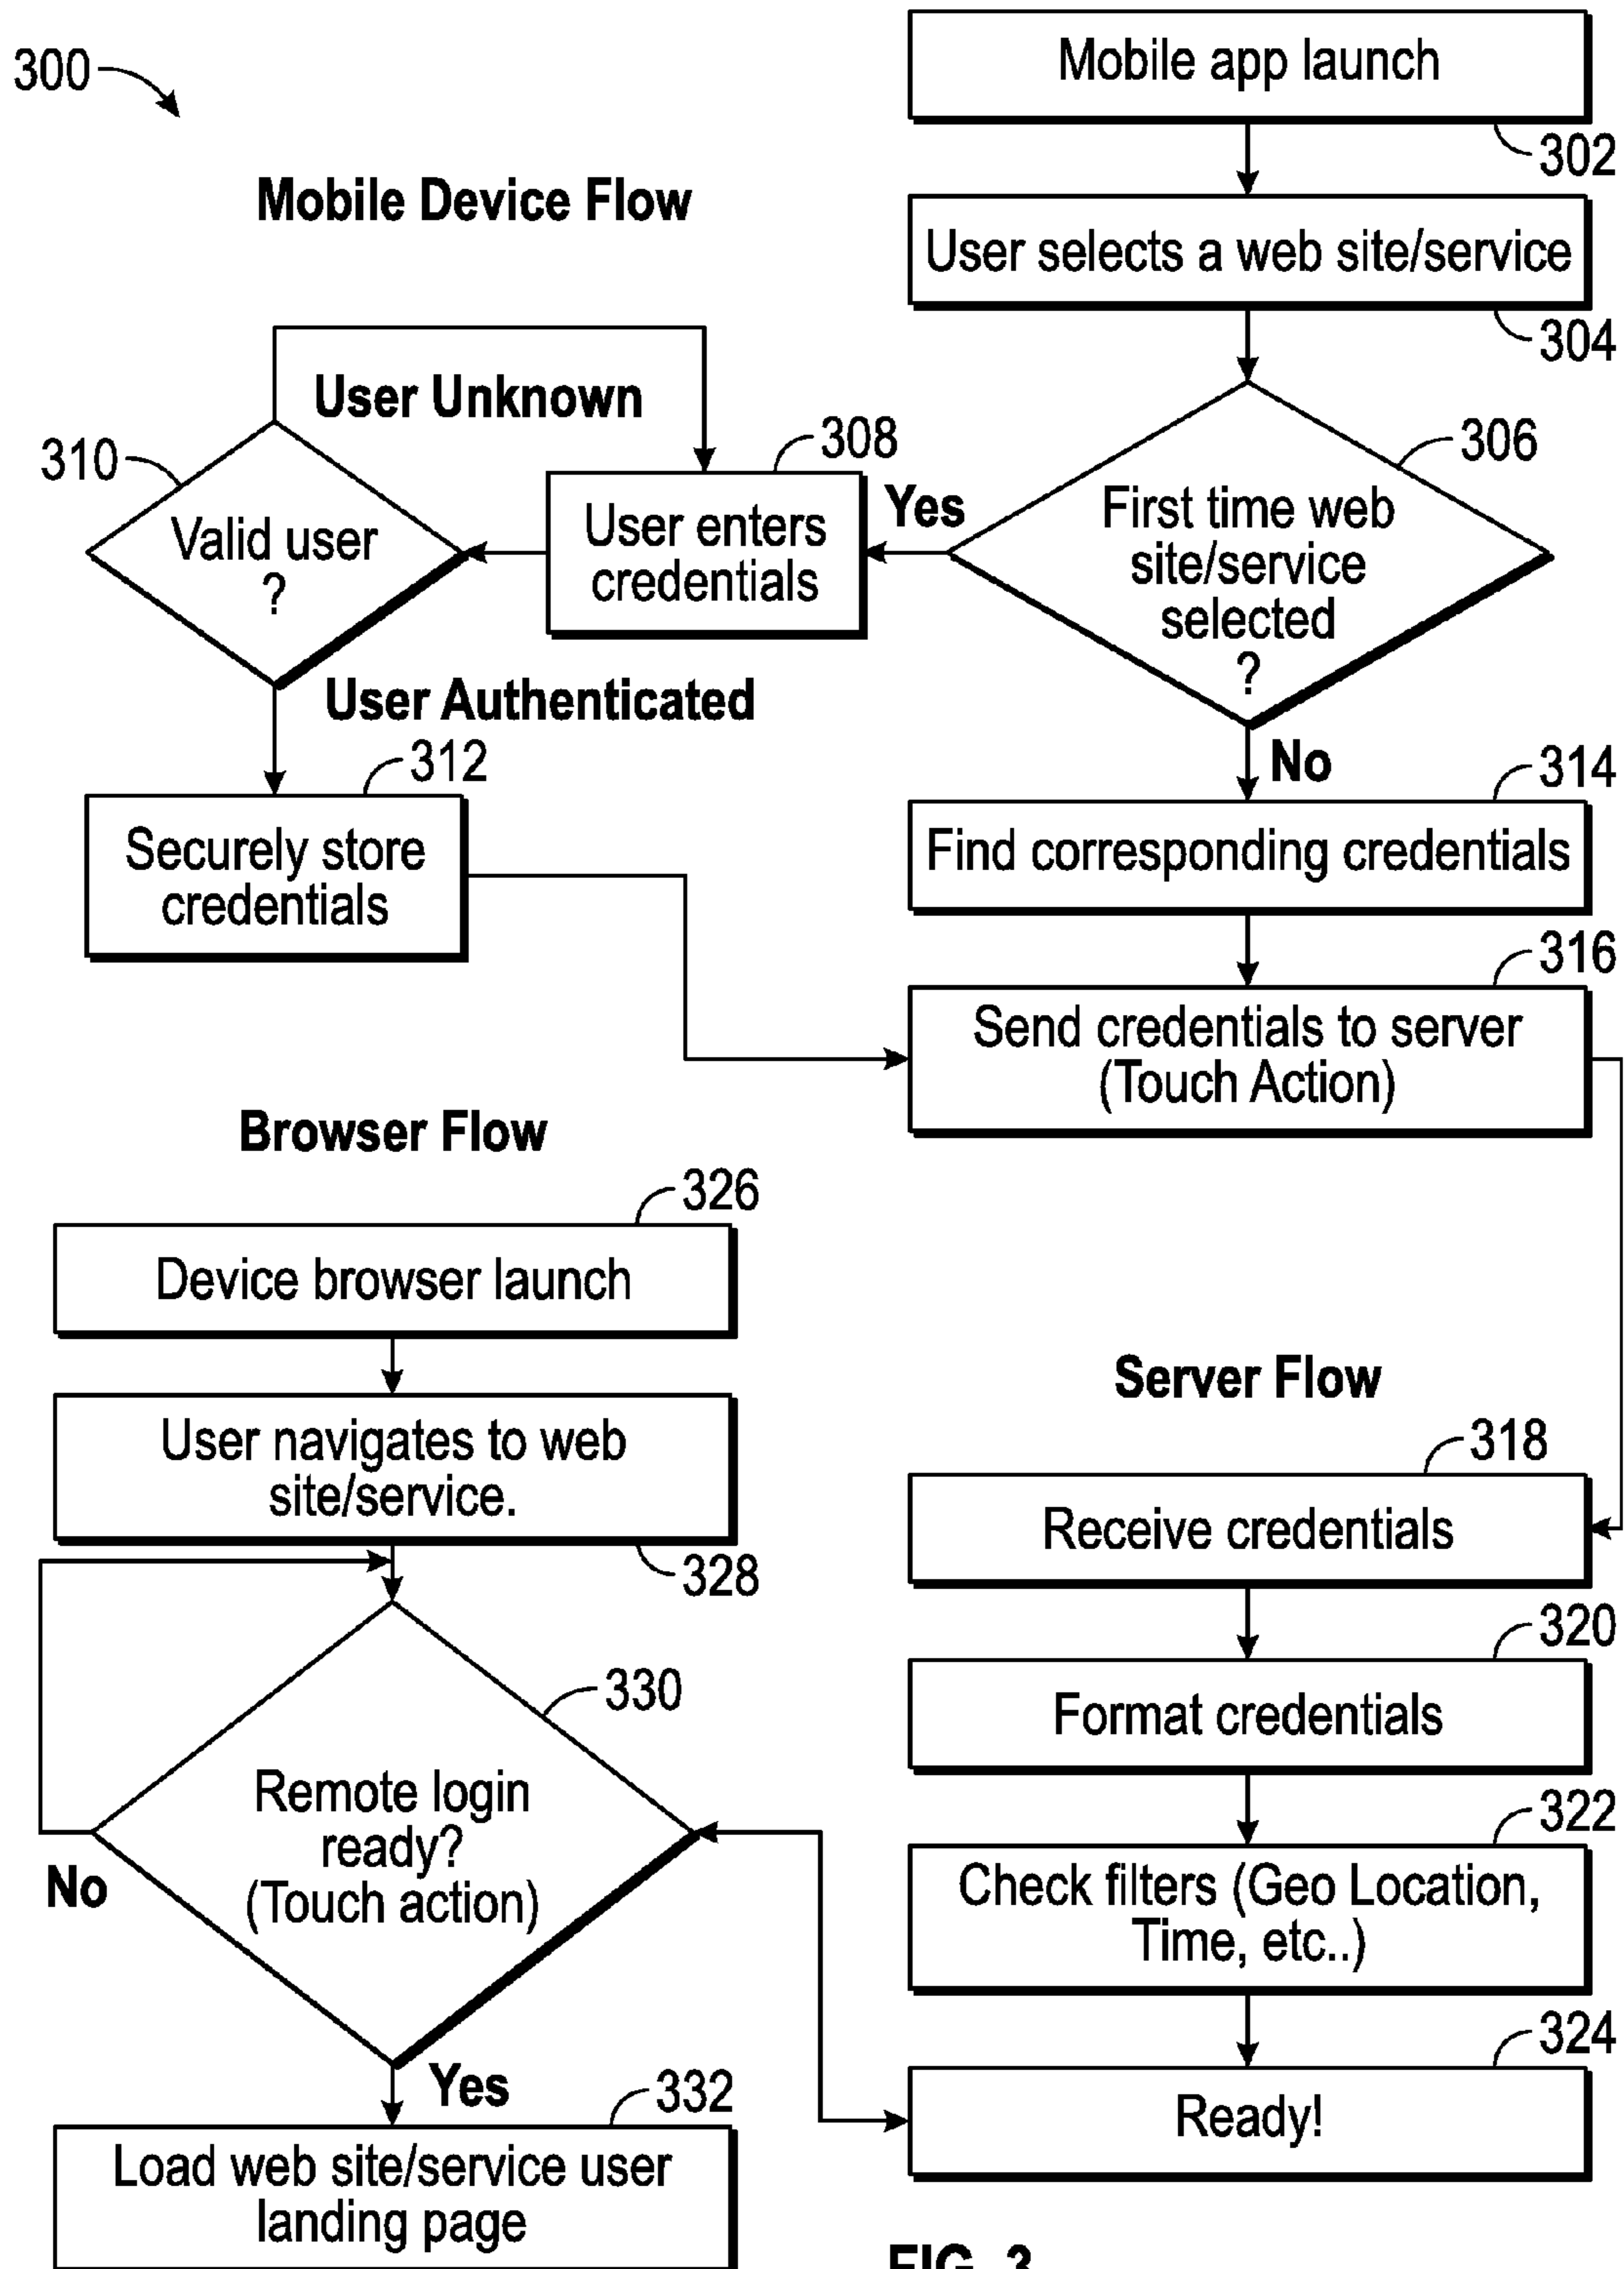 300
Mobile app launch
302
Mobile Device Flow
User selects a web site/service
304
User Unknown
310
Valid user
?
308
User enters
credentials
Yes
306
First time web
site/service
selected
?
User Authenticated
No
312
Securely store
credentials
314
Find corresponding credentials
316
Send credentials to server
(Touch Action)
Browser Flow
326
Device browser launch
User navigates to web
site/service.
328
330
Remote login
ready?
(Touch action)
No
Yes
332
Load web site/service user
landing page
Server Flow
318
Receive credentials
320
Format credentials
322
Check filters (Geo Location,
Time, etc..)
324
Ready!
FIG. 3